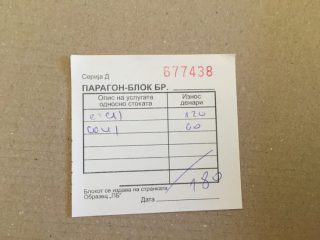 Серија Д
677438
ПАРАГОН-БЛОК БР.
Опис на услугата односно стоката
Износ денари
120
60
180
Блокот се издава на странката
Образец „ПБ"
Дата